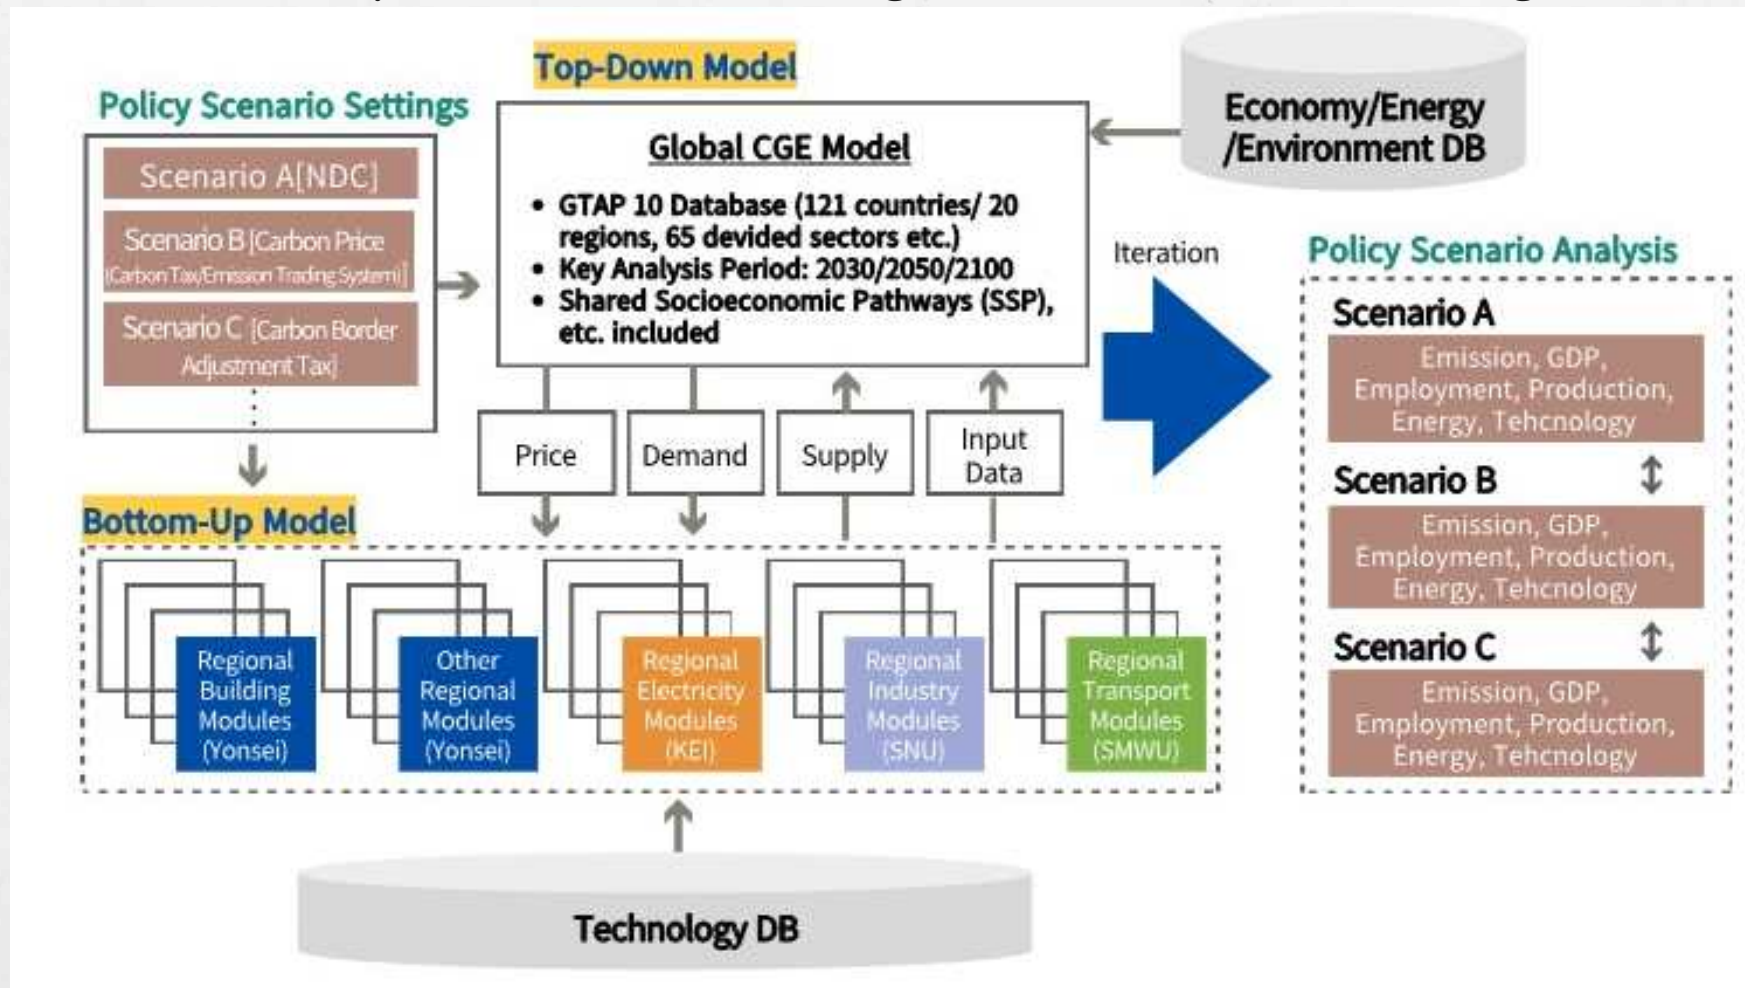 Top-Down Model
Policy Scenario Settings
Scenario A[NDC]
Scenario B [Carbon Price
(Carbon Tax/Emission Trading System)]
Scenario C [Carbon Border
Adjustment Tax]
Global CGE Model
• GTAP 10 Database (121 countries/ 20
regions, 65 devided sectors etc.)
• Key Analysis Period: 2030/2050/2100
• Shared Socioeconomic Pathways (SSP),
etc. included
Economy/Energy
/Environment DB
Iteration
Price
Demand
Supply
Input
Data
Bottom-Up Model
Regional
Building
Modules
(Yonsei)
Other
Regional
Modules
(Yonsei)
Regional
Electricity
Modules
(KEI)
Regional
Industry
Modules
(SNU)
Regional
Transport
Modules
(SMWU)
Technology DB
Policy Scenario Analysis
Scenario A
Emission, GDP,
Employment, Production,
Energy, Tehcnology
Scenario B
Emission, GDP,
Employment, Production,
Energy, Tehcnology
Scenario C
Emission, GDP,
Employment, Production,
Energy, Tehcnology